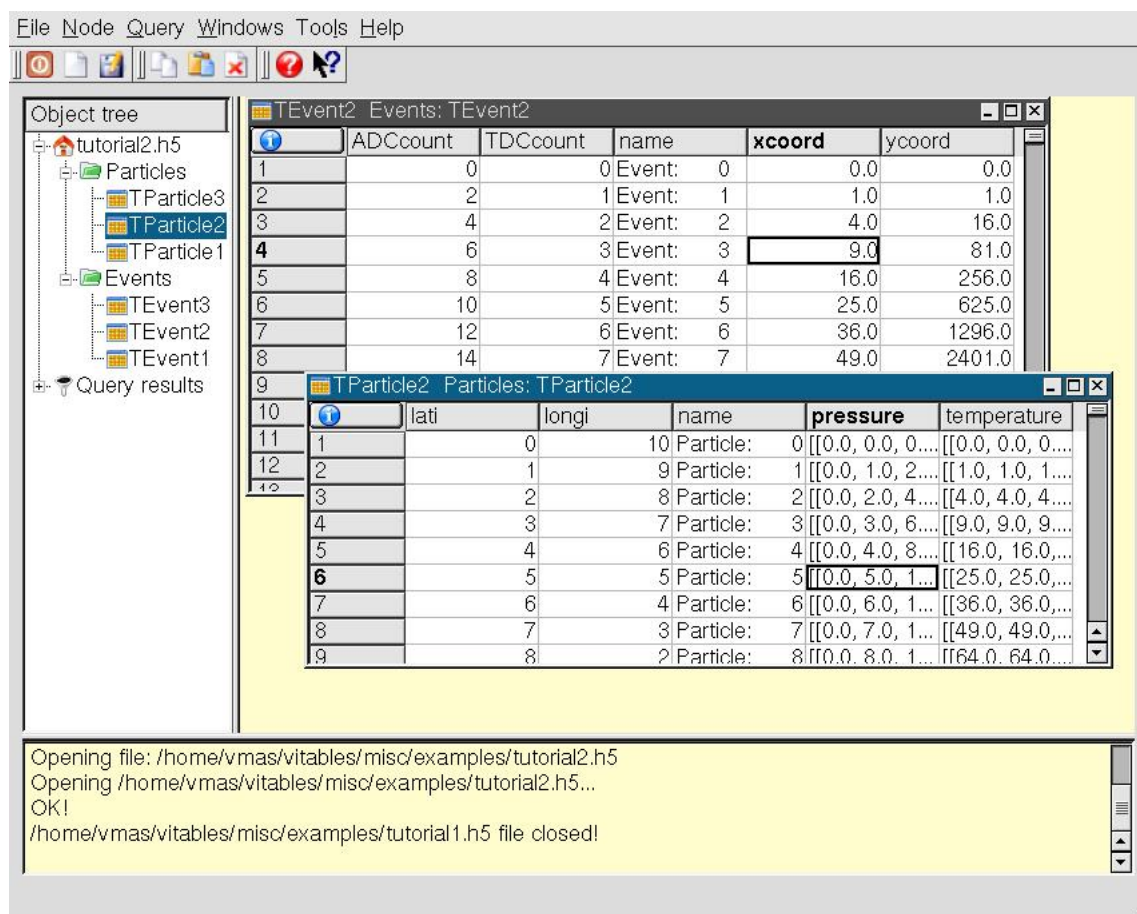 File Node Query Windows Tools Help
Object tree
tutorial2.h5
Particles
TParticle3
TParticle2
TParticle1
Events
TEvent3
TEvent2
TEvent1
Query results
TEvent2 Events: TEvent2
ADCcount TDCcount name xcoord ycoord
1 0 0 Event: 0 0.0 0.0
2 2 1 Event: 1 1.0 1.0
3 4 2 Event: 2 4.0 16.0
4 6 3 Event: 3 9.0 81.0
5 8 4 Event: 4 16.0 256.0
6 10 5 Event: 5 25.0 625.0
7 12 6 Event: 6 36.0 1296.0
8 14 7 Event: 7 49.0 2401.0
9
10
11
12
13
TParticle2 Particles: TParticle2
lati longi name pressure temperature
1 0 10 Particle: 0 [[0.0, 0.0, 0.... [[0.0, 0.0, 0....
2 1 9 Particle: 1 [[0.0, 1.0, 2.... [[1.0, 1.0, 1....
3 2 8 Particle: 2 [[0.0, 2.0, 4.... [[4.0, 4.0, 4....
4 3 7 Particle: 3 [[0.0, 3.0, 6.... [[9.0, 9.0, 9....
5 4 6 Particle: 4 [[0.0, 4.0, 8.... [[16.0, 16.0,...
6 5 5 Particle: 5 [[0.0, 5.0, 1... [[25.0, 25.0,...
7 6 4 Particle: 6 [[0.0, 6.0, 1... [[36.0, 36.0,...
8 7 3 Particle: 7 [[0.0, 7.0, 1... [[49.0, 49.0,...
9 8 2 Particle: 8 [[0.0, 8.0, 1... [[64.0, 64.0,...
Opening file: /home/vmas/vitables/misc/examples/tutorial2.h5
Opening /home/vmas/vitables/misc/examples/tutorial2.h5...
OK!
/home/vmas/vitables/misc/examples/tutorial1.h5 file closed!